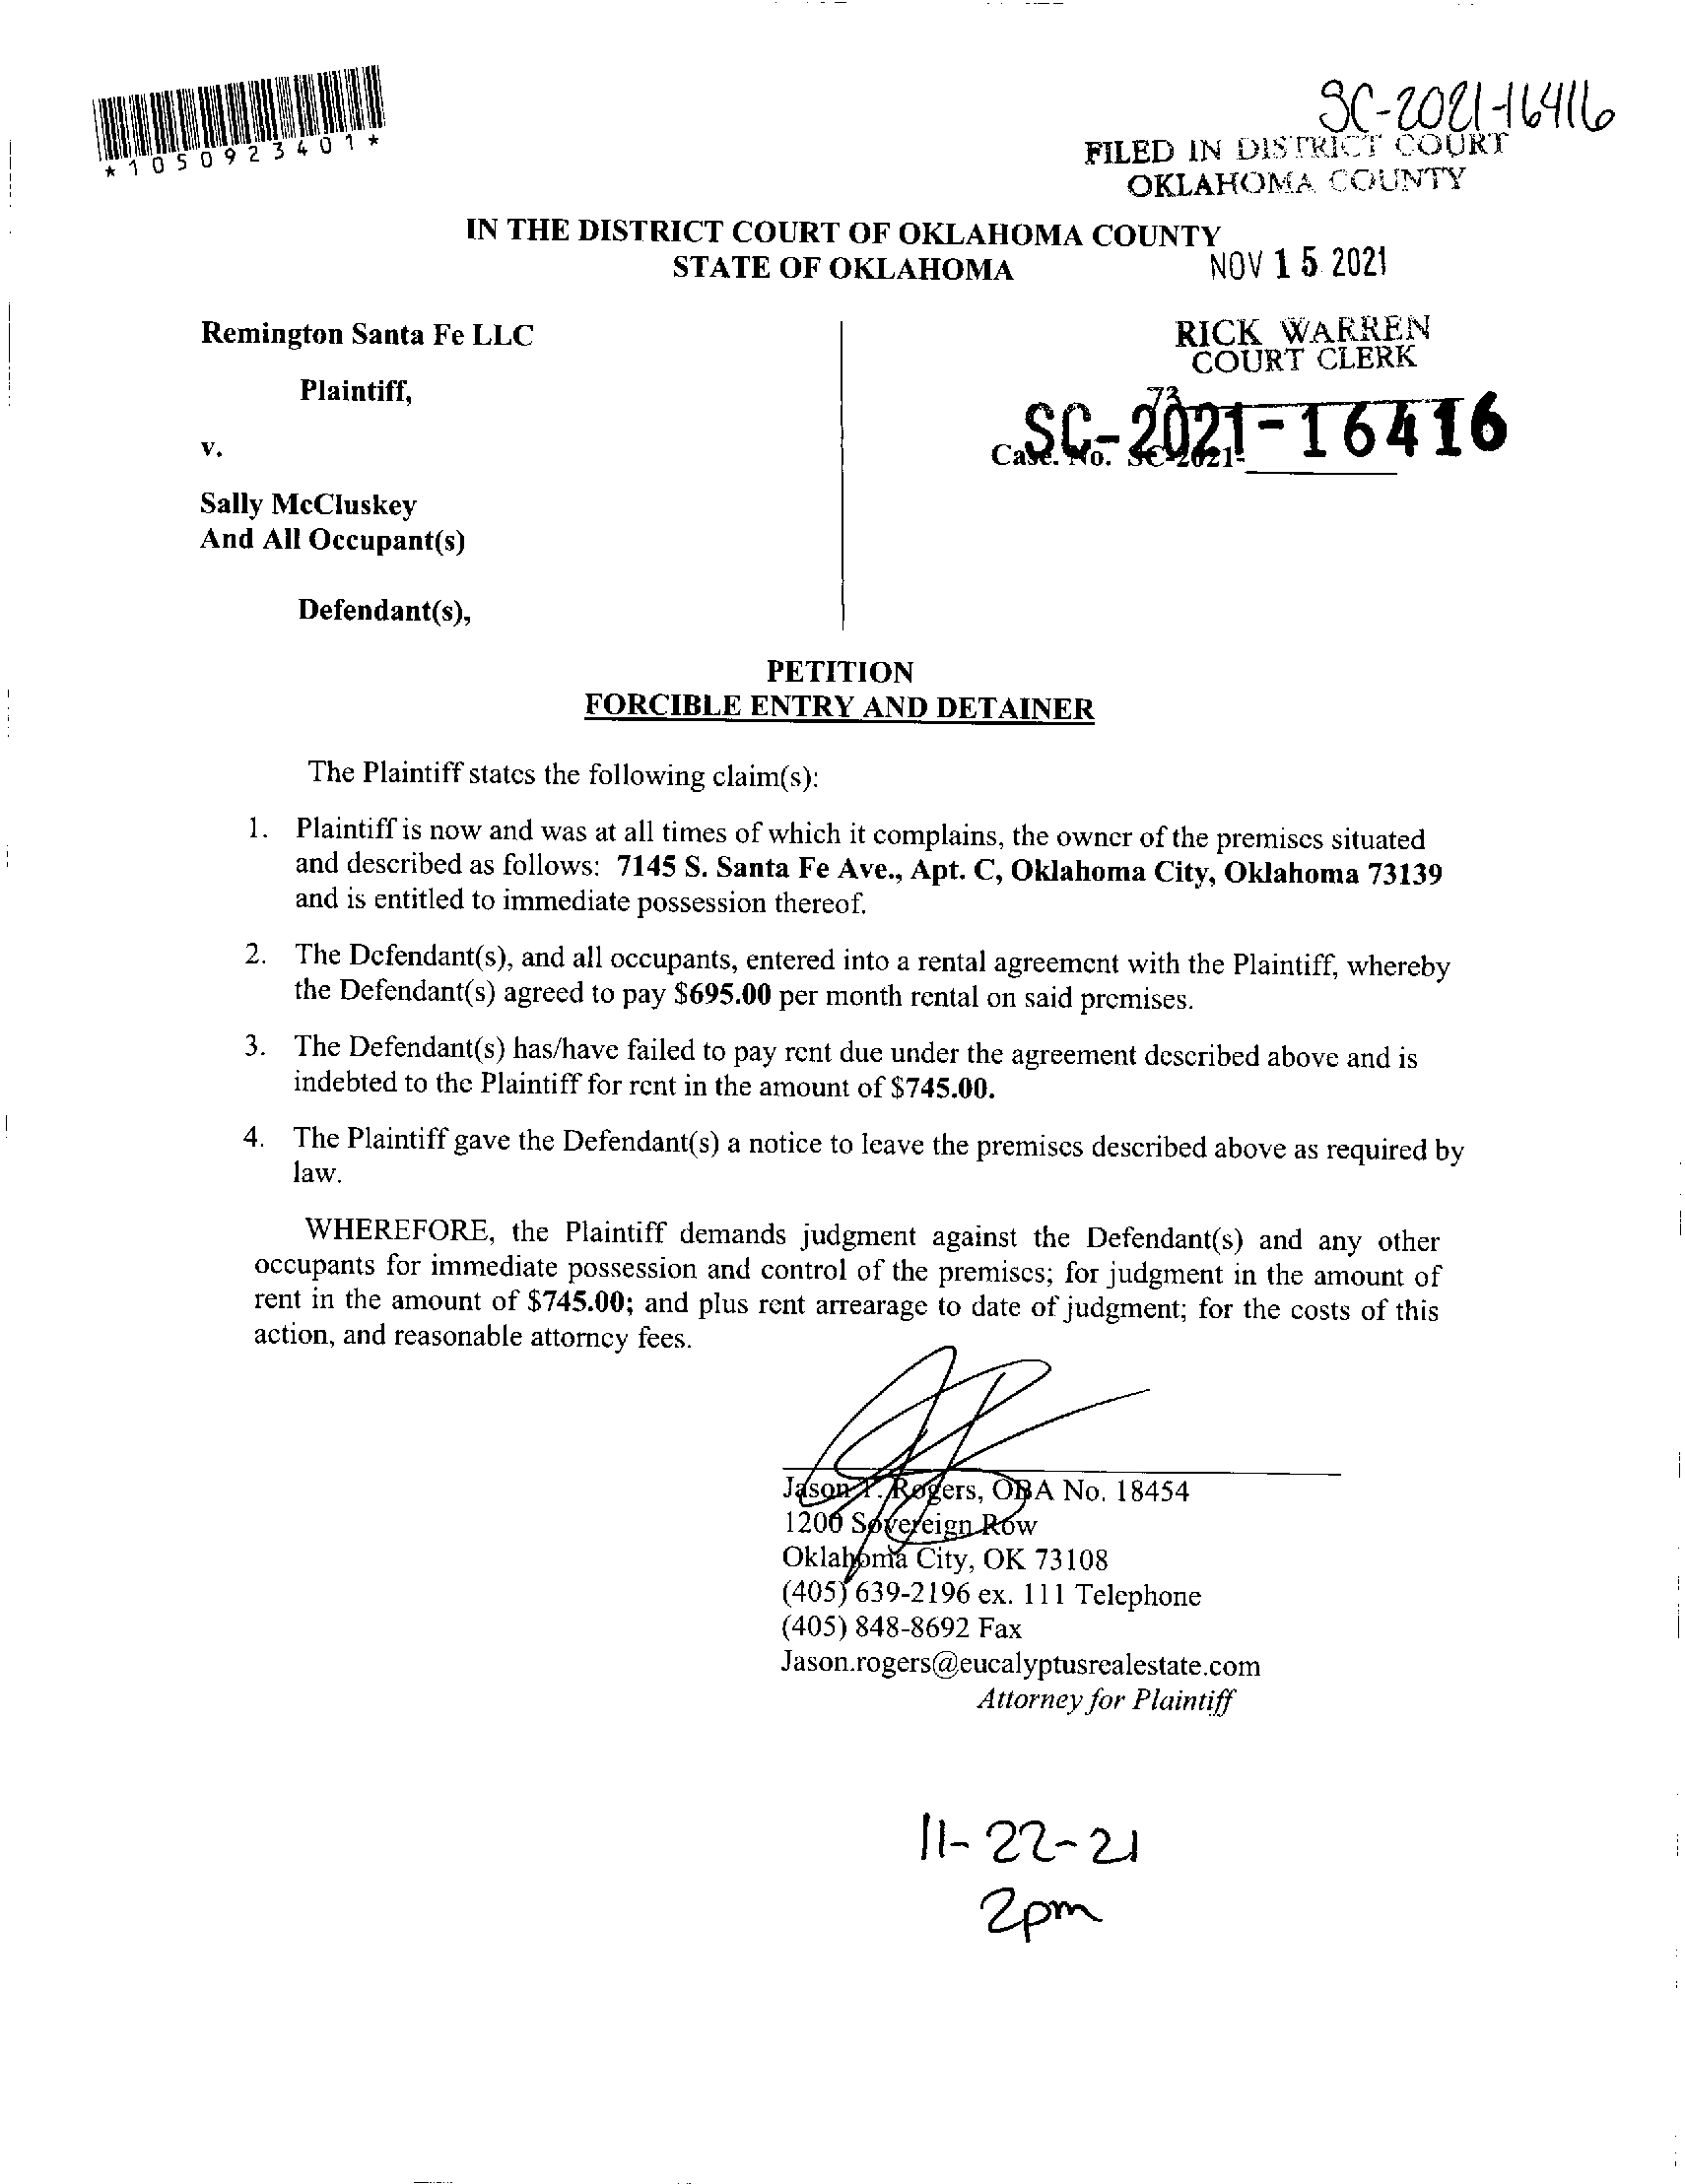 SC-2021-16416
*1050923401*
FILED IN DISTRICT COURT
OKLAHOMA COUNTY
IN THE DISTRICT COURT OF OKLAHOMA COUNTY
STATE OF OKLAHOMA
NOV 15 2021
Remington Santa Fe LLC
RICK WARREN
COURT CLERK
Plaintiff,
73
v.
Case. No. SC-2021-
SC-2021-16416
Sally McCluskey
And All Occupant(s)
Defendant(s),
PETITION
FORCIBLE ENTRY AND DETAINER
The Plaintiff states the following claim(s):
1. Plaintiff is now and was at all times of which it complains, the owner of the premises situated
and described as follows: 7145 S. Santa Fe Ave., Apt. C, Oklahoma City, Oklahoma 73139
and is entitled to immediate possession thereof.
2. The Defendant(s), and all occupants, entered into a rental agreement with the Plaintiff, whereby
the Defendant(s) agreed to pay $695.00 per month rental on said premises.
3. The Defendant(s) has/have failed to pay rent due under the agreement described above and is
indebted to the Plaintiff for rent in the amount of $745.00.
4. The Plaintiff gave the Defendant(s) a notice to leave the premises described above as required by
law.
WHEREFORE, the Plaintiff demands judgment against the Defendant(s) and any other
occupants for immediate possession and control of the premises; for judgment in the amount of
rent in the amount of $745.00; and plus rent arrearage to date of judgment; for the costs of this
action, and reasonable attorney fees.
Jason Rogers, OBA No. 18454
1200 Sovereign Row
Oklahoma City, OK 73108
(405) 639-2196 ex. 111 Telephone
(405) 848-8692 Fax
Jason.rogers@eucalyptusrealestate.com
Attorney for Plaintiff
11-22-21
2pm